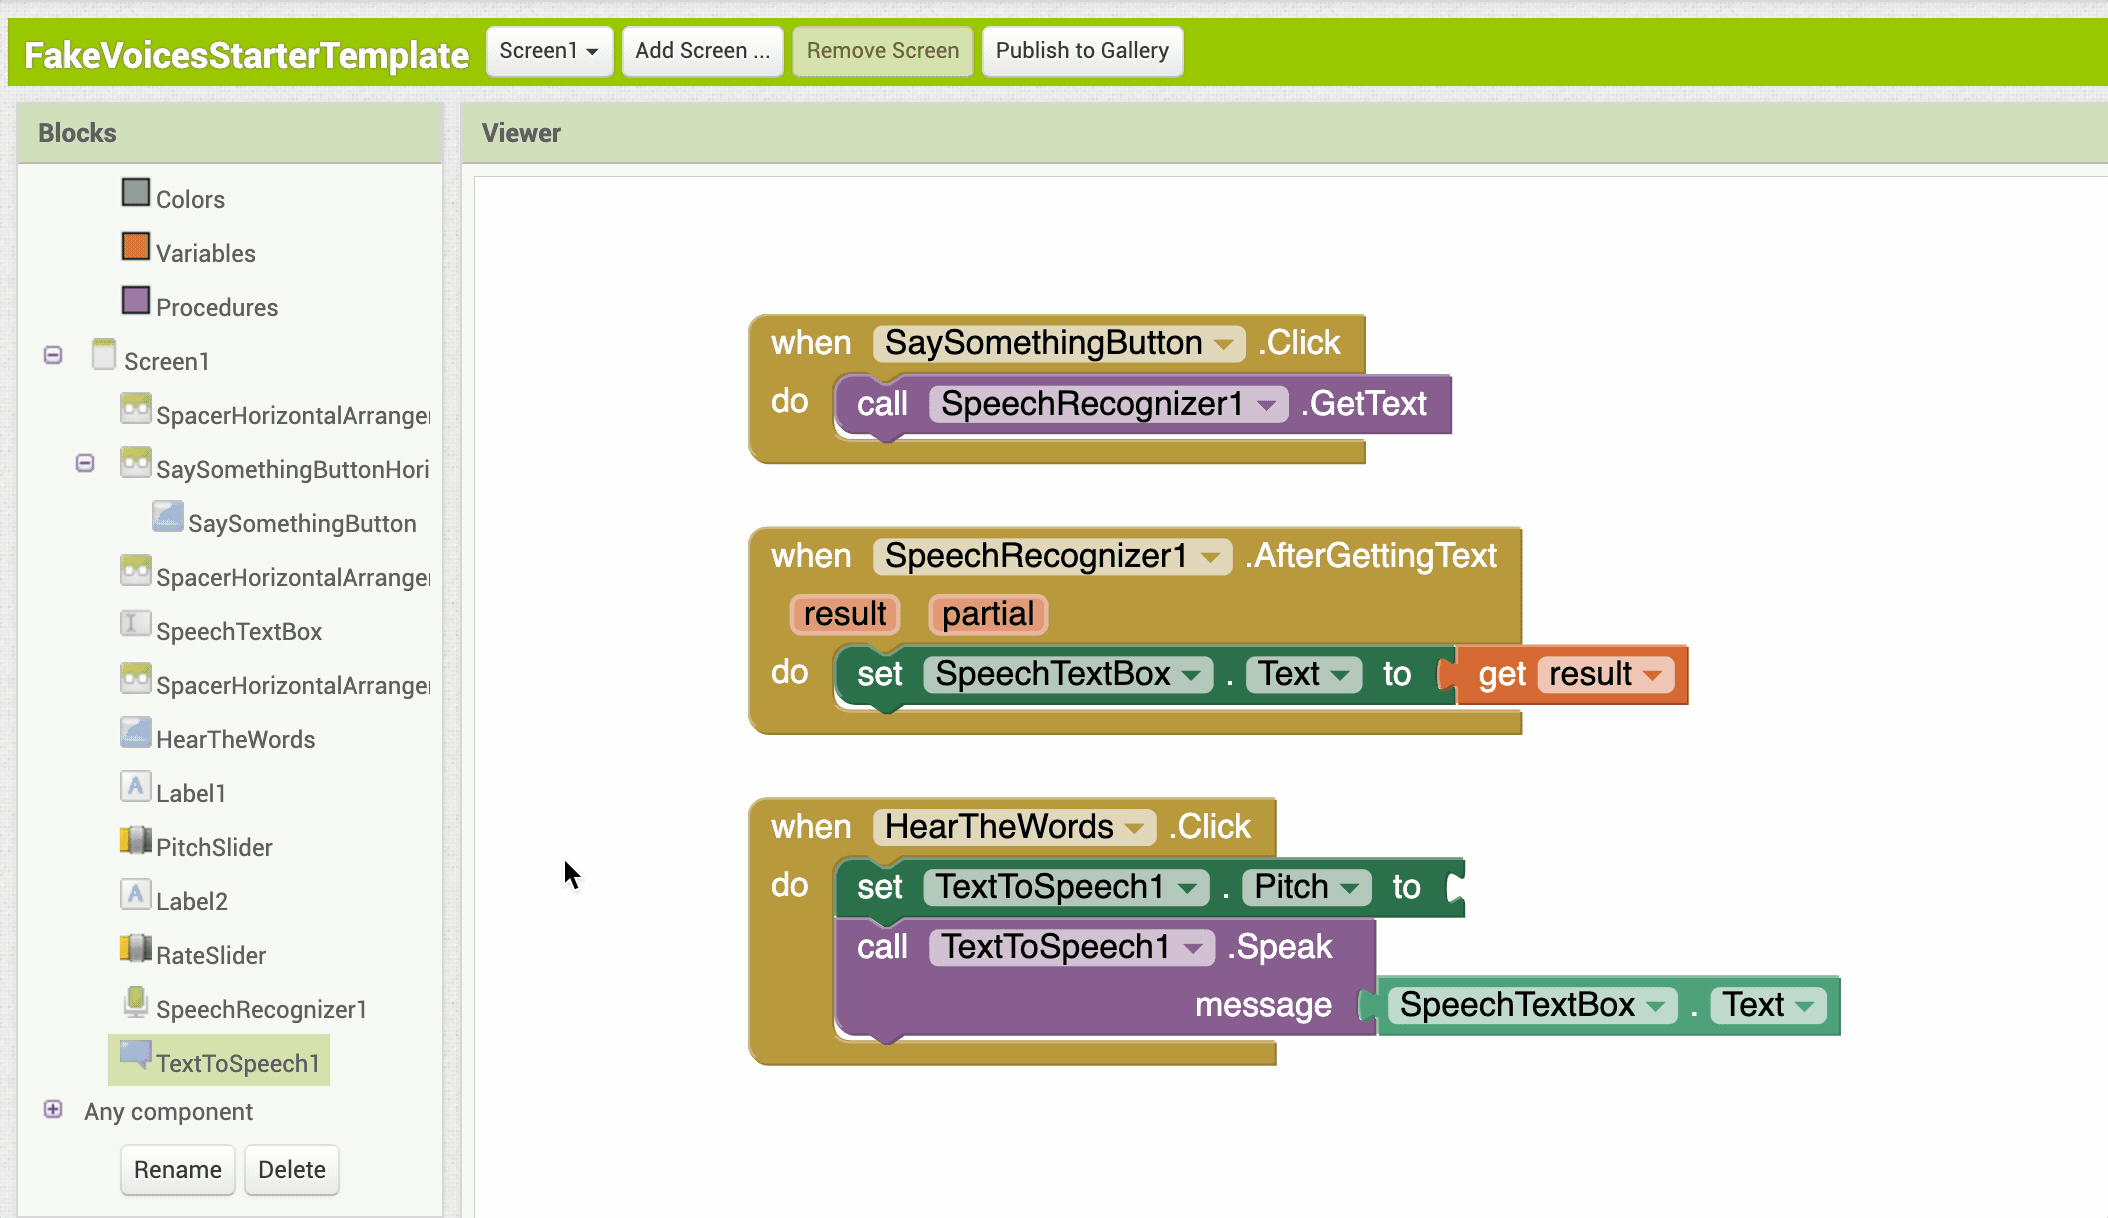 FakeVoicesStarterTemplate Screen1 Add Screen ... Remove Screen Publish to Gallery
Blocks
Colors
Variables
Procedures
Screen1
SpacerHorizontalArranger
SaySomethingButtonHori
SaySomethingButton
SpacerHorizontalArranger
SpeechTextBox
SpacerHorizontalArranger
HearTheWords
Label1
PitchSlider
Label2
RateSlider
SpeechRecognizer1
TextToSpeech1
Any component
Rename Delete
Viewer
when SaySomethingButton .Click
do call SpeechRecognizer1 .GetText
when SpeechRecognizer1 .AfterGettingText
result partial
do set SpeechTextBox . Text to get result
when HearTheWords .Click
do set TextToSpeech1 . Pitch to
call TextToSpeech1 .Speak
message SpeechTextBox . Text